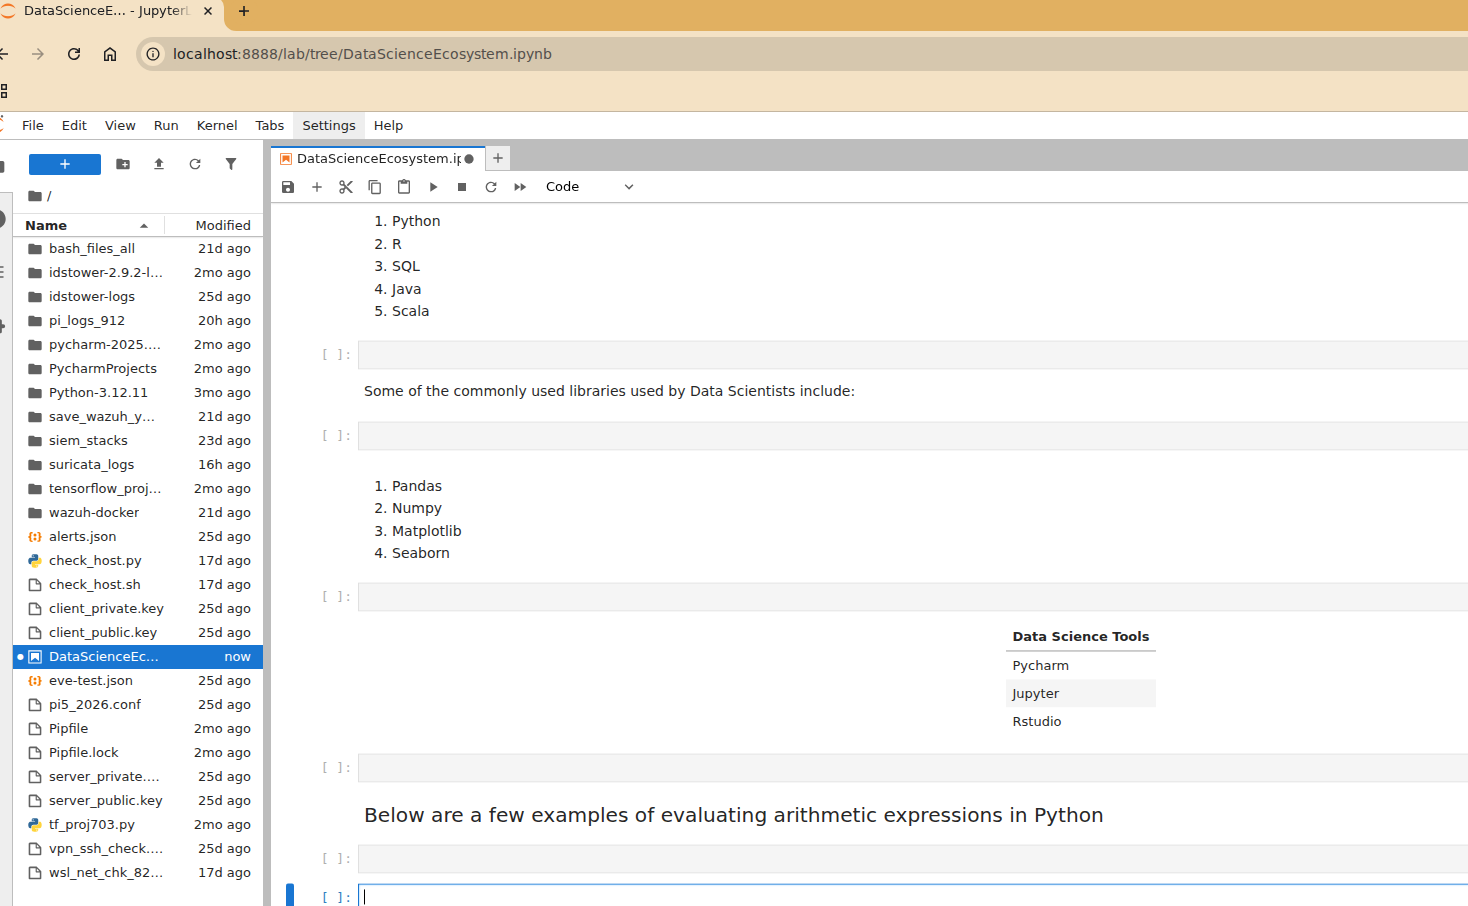 DataScienceE... - JupyterL
localhost:8888/lab/tree/DataScienceEcosystem.ipynb
File Edit View Run Kernel Tabs Settings Help
DataScienceEcosystem.ip
/
Code
Name Modified
bash_files_all 21d ago
idstower-2.9.2-l... 2mo ago
idstower-logs 25d ago
pi_logs_912 20h ago
pycharm-2025.... 2mo ago
PycharmProjects 2mo ago
Python-3.12.11 3mo ago
save_wazuh_y... 21d ago
siem_stacks 23d ago
suricata_logs 16h ago
tensorflow_proj... 2mo ago
wazuh-docker 21d ago
alerts.json 25d ago
check_host.py 17d ago
check_host.sh 17d ago
client_private.key 25d ago
client_public.key 25d ago
DataScienceEc... now
eve-test.json 25d ago
pi5_2026.conf 25d ago
Pipfile 2mo ago
Pipfile.lock 2mo ago
server_private.... 25d ago
server_public.key 25d ago
tf_proj703.py 2mo ago
vpn_ssh_check.... 25d ago
wsl_net_chk_82... 17d ago
1. Python
2. R
3. SQL
4. Java
5. Scala
[ ]:
Some of the commonly used libraries used by Data Scientists include:
[ ]:
1. Pandas
2. Numpy
3. Matplotlib
4. Seaborn
[ ]:
Data Science Tools
Pycharm
Jupyter
Rstudio
[ ]:
Below are a few examples of evaluating arithmetic expressions in Python
[ ]:
[ ]: